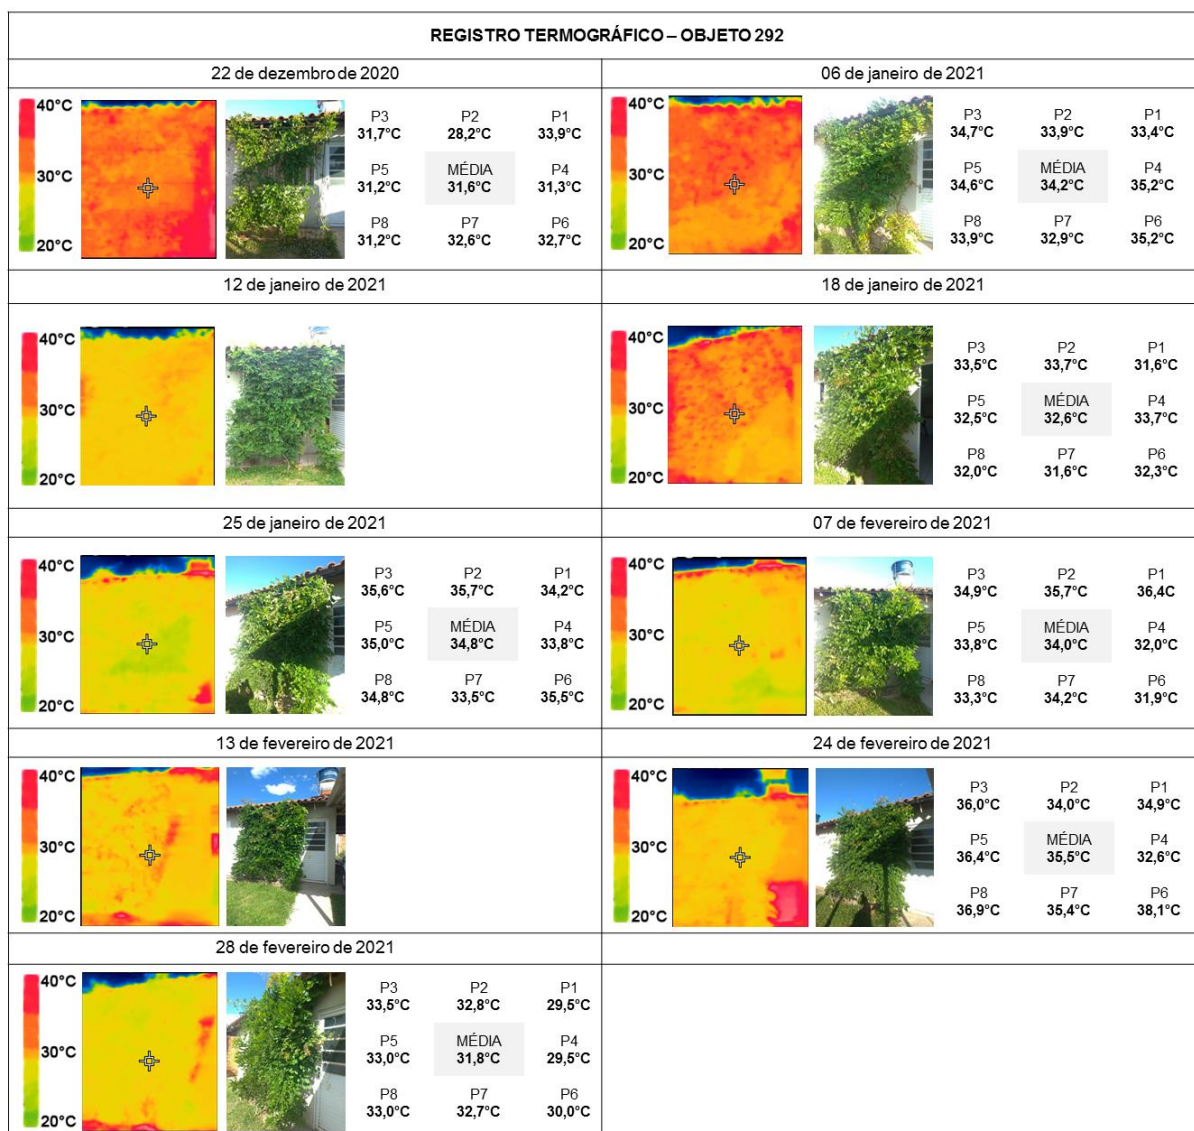 REGISTRO TERMOGRÁFICO – OBJETO 292
22 de dezembro de 2020
40°C
30°C
20°C
P3 P2 P1
31,7°C 28,2°C 33,9°C
P5 MÉDIA P4
31,2°C 31,6°C 31,3°C
P8 P7 P6
31,2°C 32,6°C 32,7°C
06 de janeiro de 2021
40°C
30°C
20°C
P3 P2 P1
34,7°C 33,9°C 33,4°C
P5 MÉDIA P4
34,6°C 34,2°C 35,2°C
P8 P7 P6
33,9°C 32,9°C 35,2°C
12 de janeiro de 2021
40°C
30°C
20°C
18 de janeiro de 2021
40°C
30°C
20°C
P3 P2 P1
33,5°C 33,7°C 31,6°C
P5 MÉDIA P4
32,5°C 32,6°C 33,7°C
P8 P7 P6
32,0°C 31,6°C 32,3°C
25 de janeiro de 2021
40°C
30°C
20°C
P3 P2 P1
35,6°C 35,7°C 34,2°C
P5 MÉDIA P4
35,0°C 34,8°C 33,8°C
P8 P7 P6
34,8°C 33,5°C 35,5°C
07 de fevereiro de 2021
40°C
30°C
20°C
P3 P2 P1
34,9°C 35,7°C 36,4C
P5 MÉDIA P4
33,8°C 34,0°C 32,0°C
P8 P7 P6
33,3°C 34,2°C 31,9°C
13 de fevereiro de 2021
40°C
30°C
20°C
24 de fevereiro de 2021
40°C
30°C
20°C
P3 P2 P1
36,0°C 34,0°C 34,9°C
P5 MÉDIA P4
36,4°C 35,5°C 32,6°C
P8 P7 P6
36,9°C 35,4°C 38,1°C
28 de fevereiro de 2021
40°C
30°C
20°C
P3 P2 P1
33,5°C 32,8°C 29,5°C
P5 MÉDIA P4
33,0°C 31,8°C 29,5°C
P8 P7 P6
33,0°C 32,7°C 30,0°C